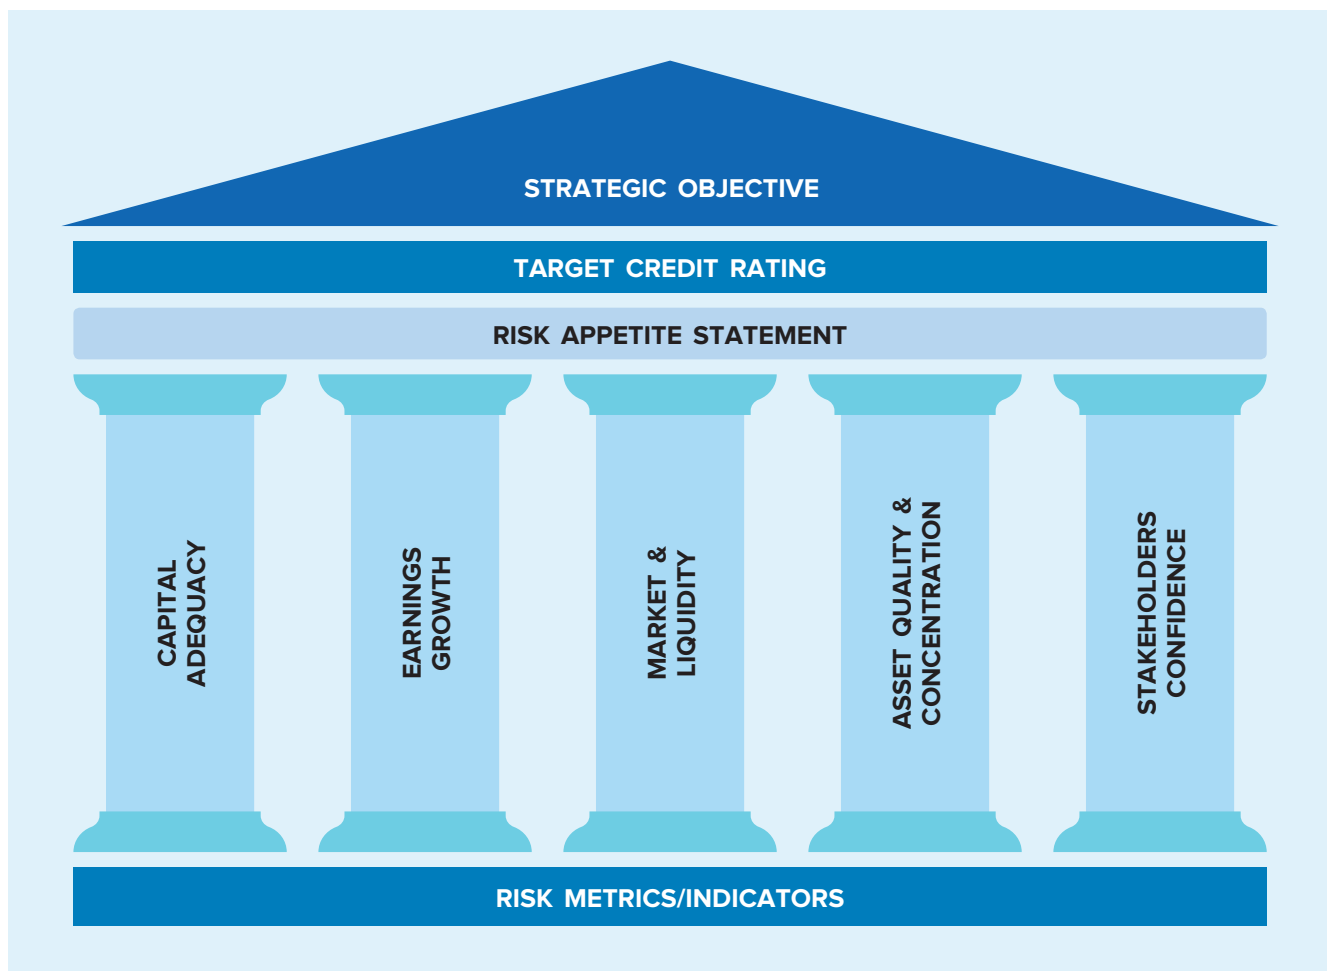 STRATEGIC OBJECTIVE
TARGET CREDIT RATING
RISK APPETITE STATEMENT
CAPITAL
ADEQUACY
EARNINGS
GROWTH
MARKET &
LIQUIDITY
ASSET QUALITY &
CONCENTRATION
STAKEHOLDERS
CONFIDENCE
RISK METRICS/INDICATORS